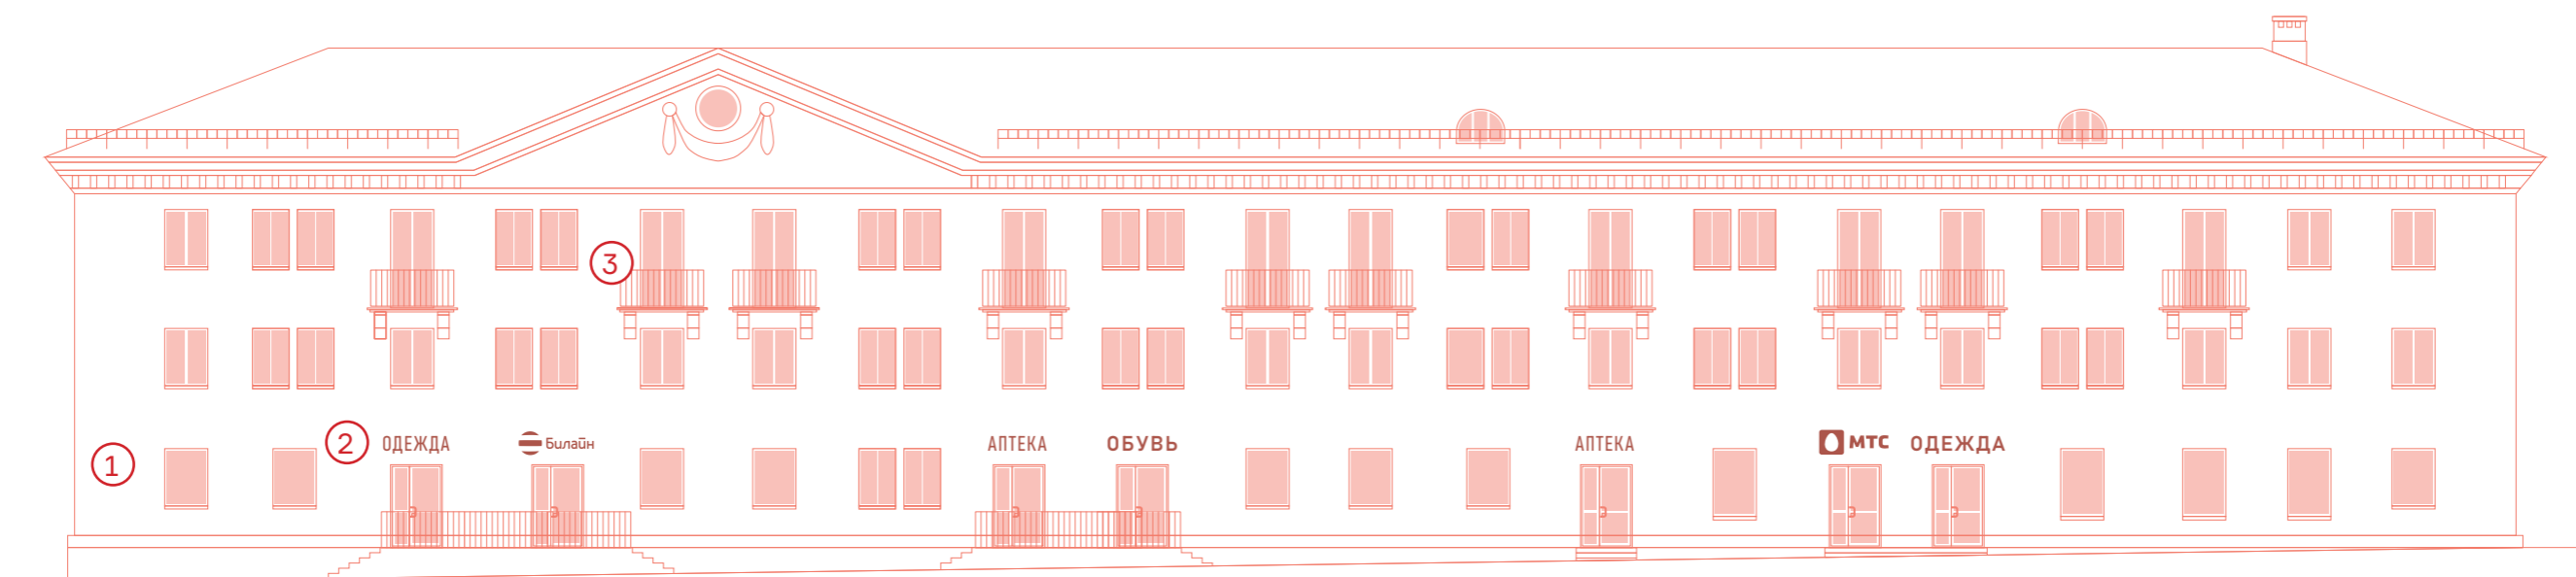 3
1
2
ОДЕЖДА
Билайн
АПТЕКА
ОБУВЬ
АПТЕКА
МТС
ОДЕЖДА